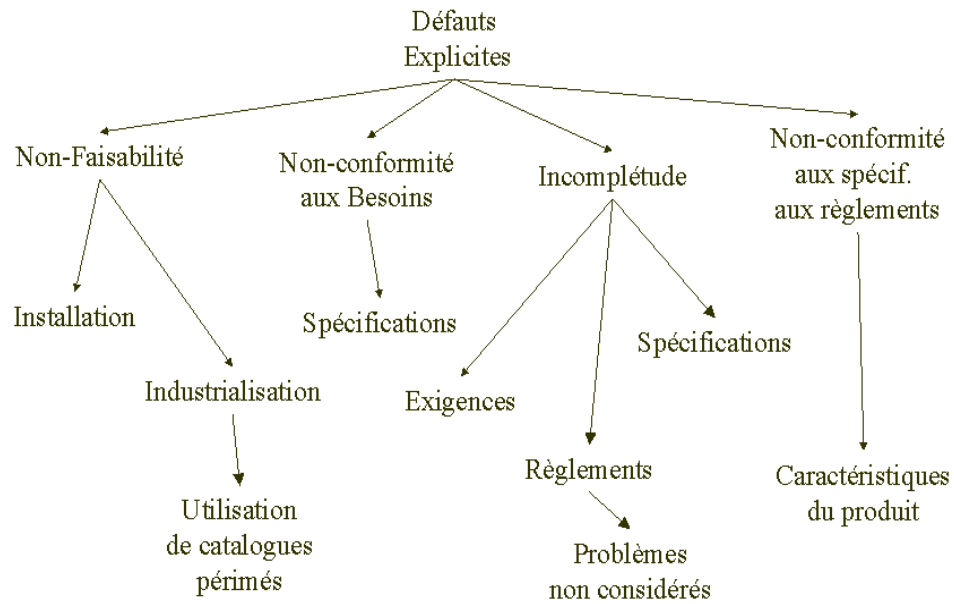 Défauts
Explicites
Non-Faisabilité
Non-conformité
aux Besoins
Incomplétude
Non-conformité
aux spécif.
aux règlements
Installation
Spécifications
Spécifications
Industrialisation
Exigences
Règlements
Caractéristiques
du produit
Utilisation
de catalogues
périmés
Problèmes
non considérés